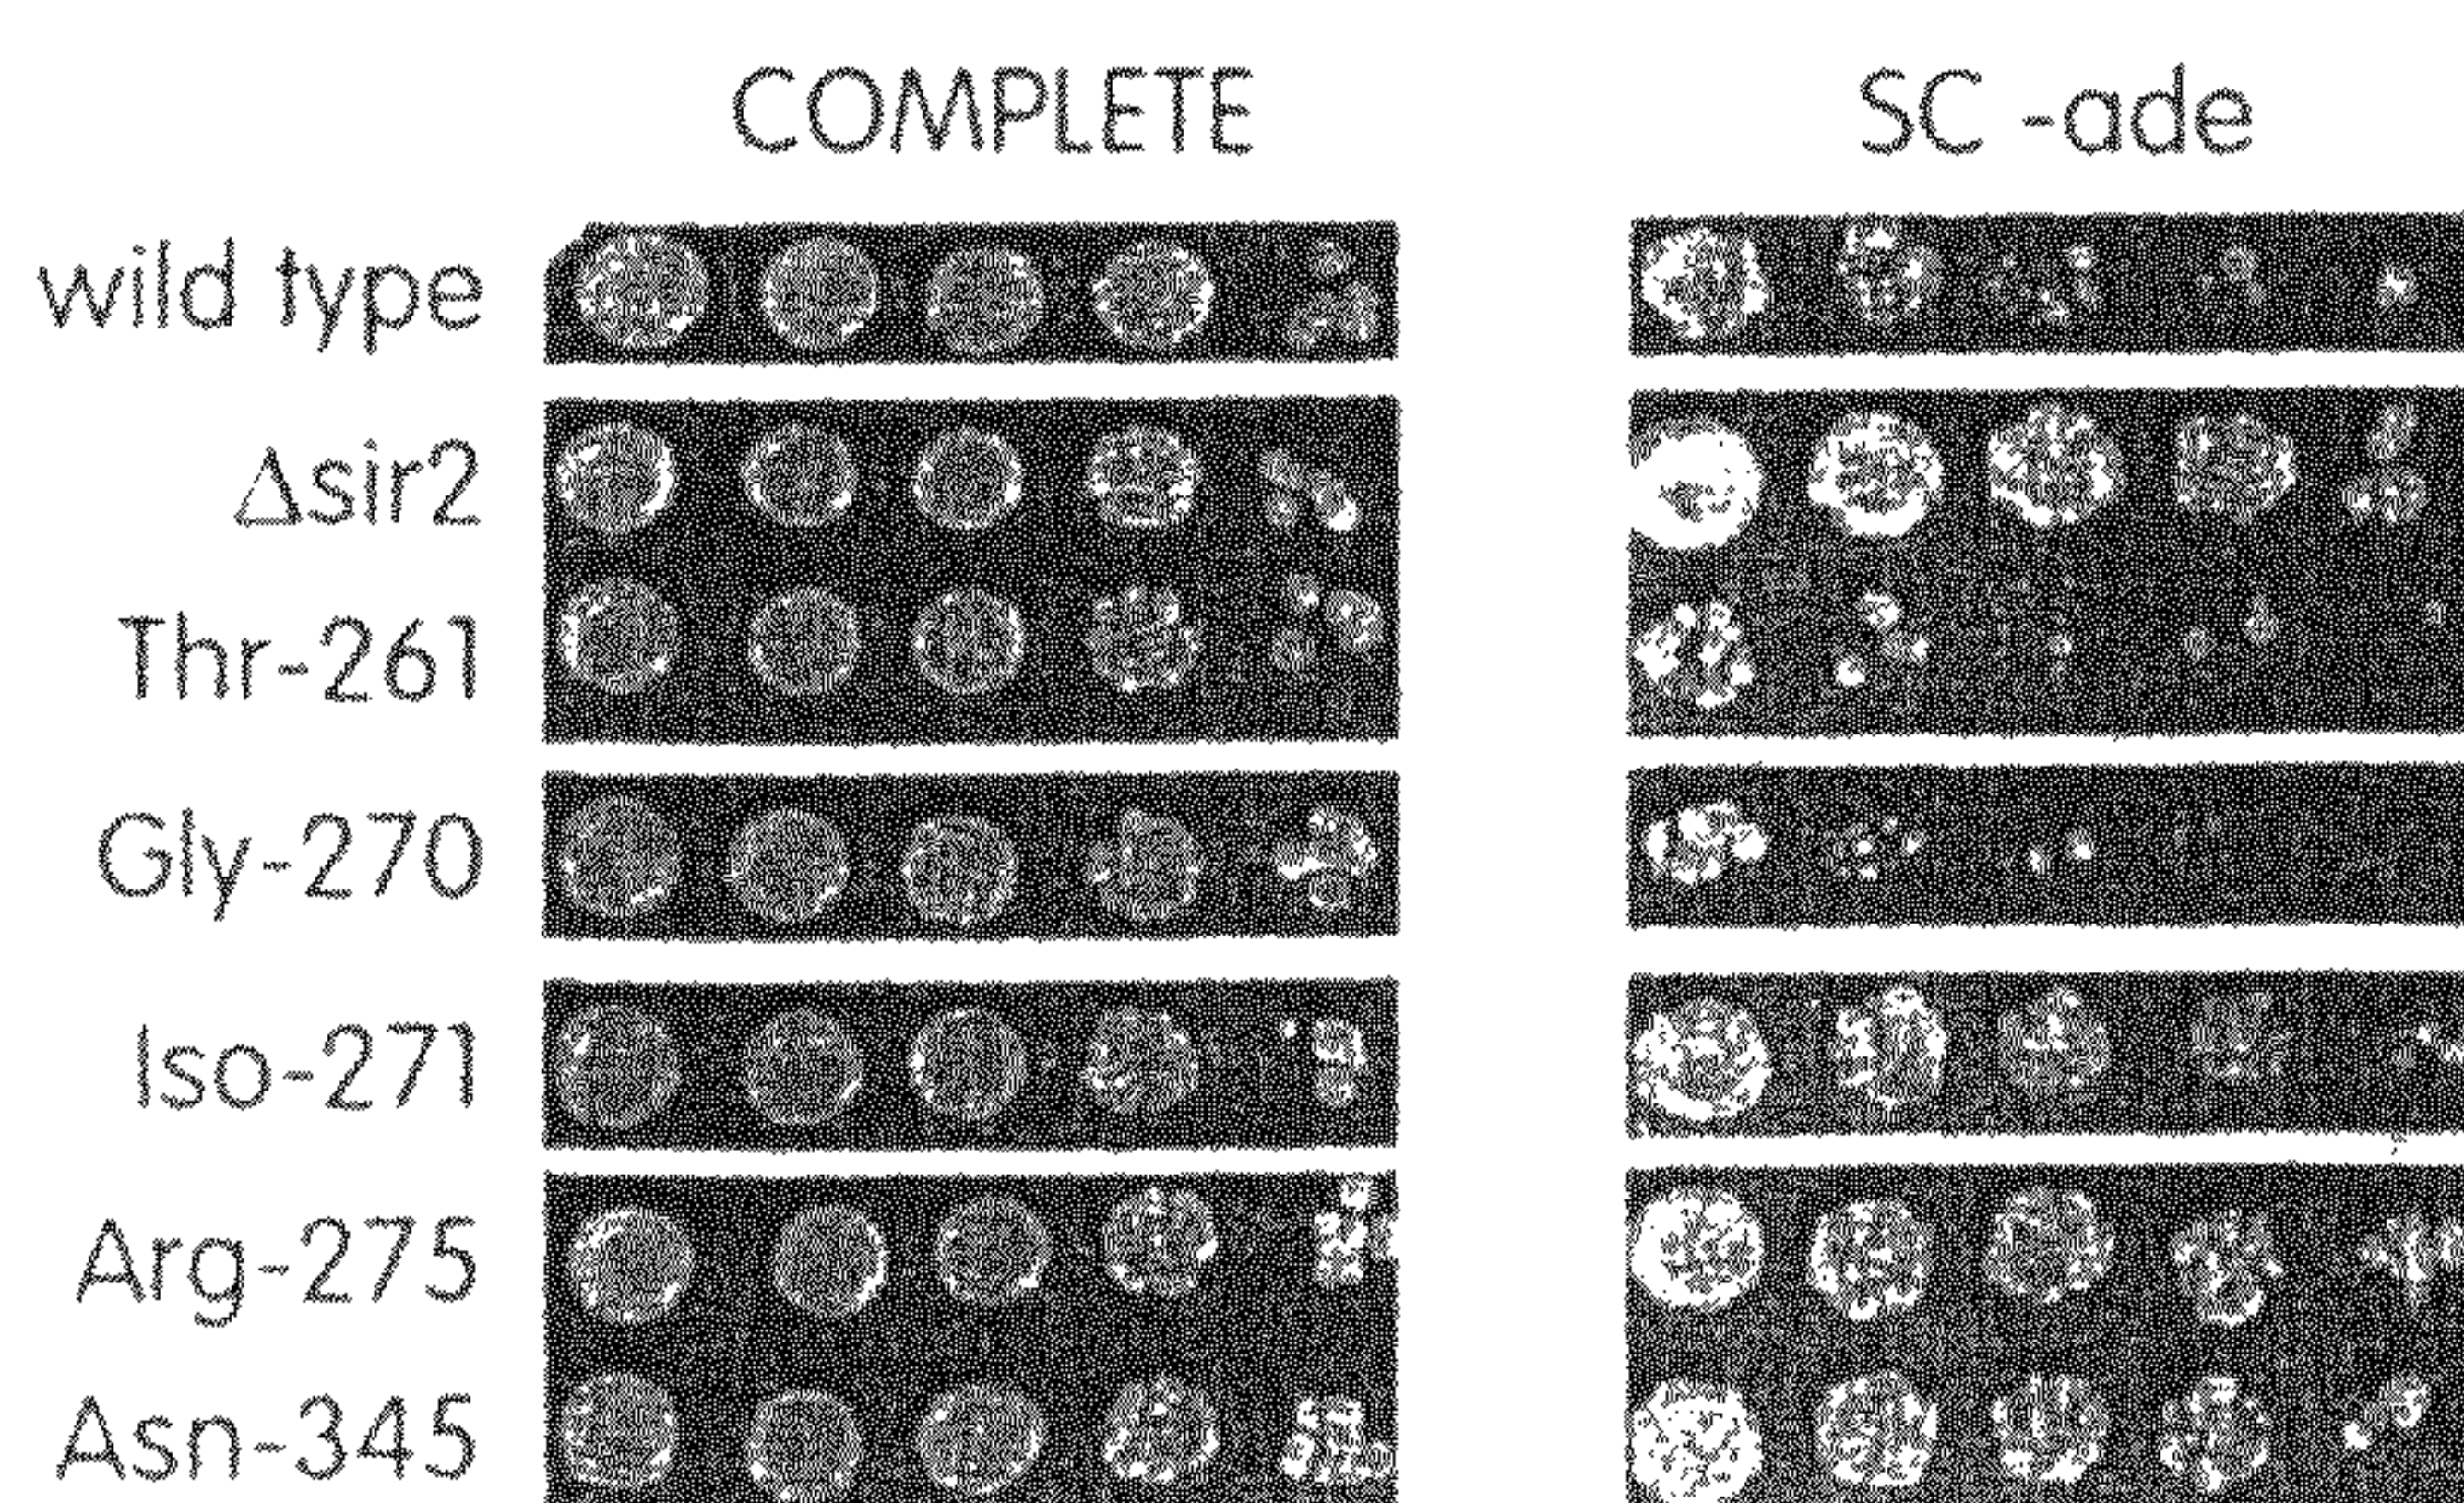 COMPLETE SC -ade
wild type
Δsir2
Thr-261
Gly-270
Iso-271
Arg-275
Asn-345